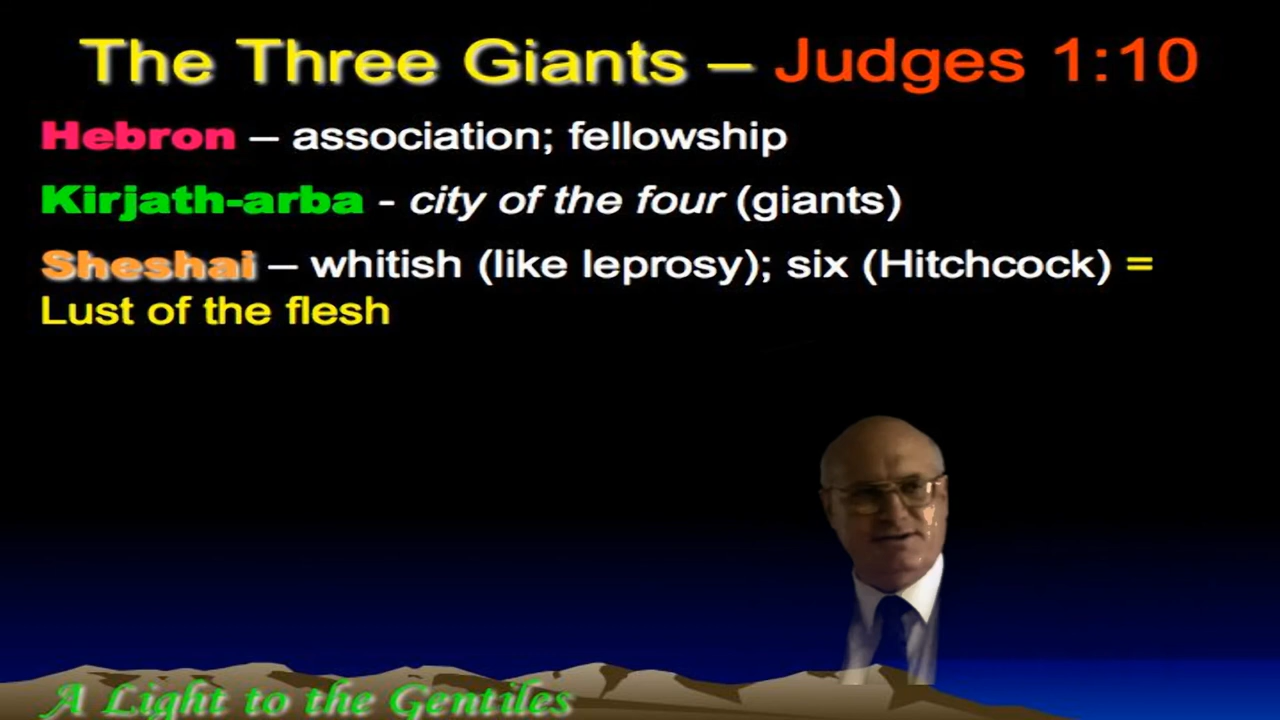 The Three Giants – Judges 1:10
Hebron – association; fellowship
Kirjath-arba - city of the four (giants)
Sheshai – whitish (like leprosy); six (Hitchcock) =
Lust of the flesh
A Light to the Gentiles